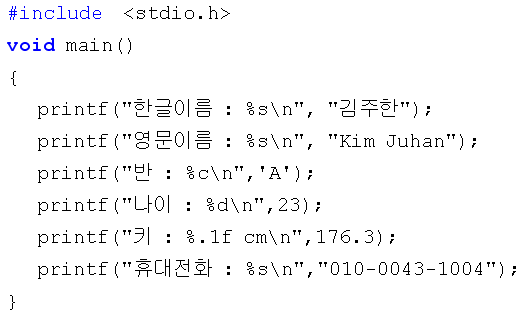 #include <stdio.h>
void main()
{
printf("한글이름 : %s\n", "김주한");
printf("영문이름 : %s\n", "Kim Juhan");
printf("반 : %c\n",'A');
printf("나이 : %d\n",23);
printf("키 : %.1f cm\n",176.3);
printf("휴대전화 : %s\n","010-0043-1004");
}